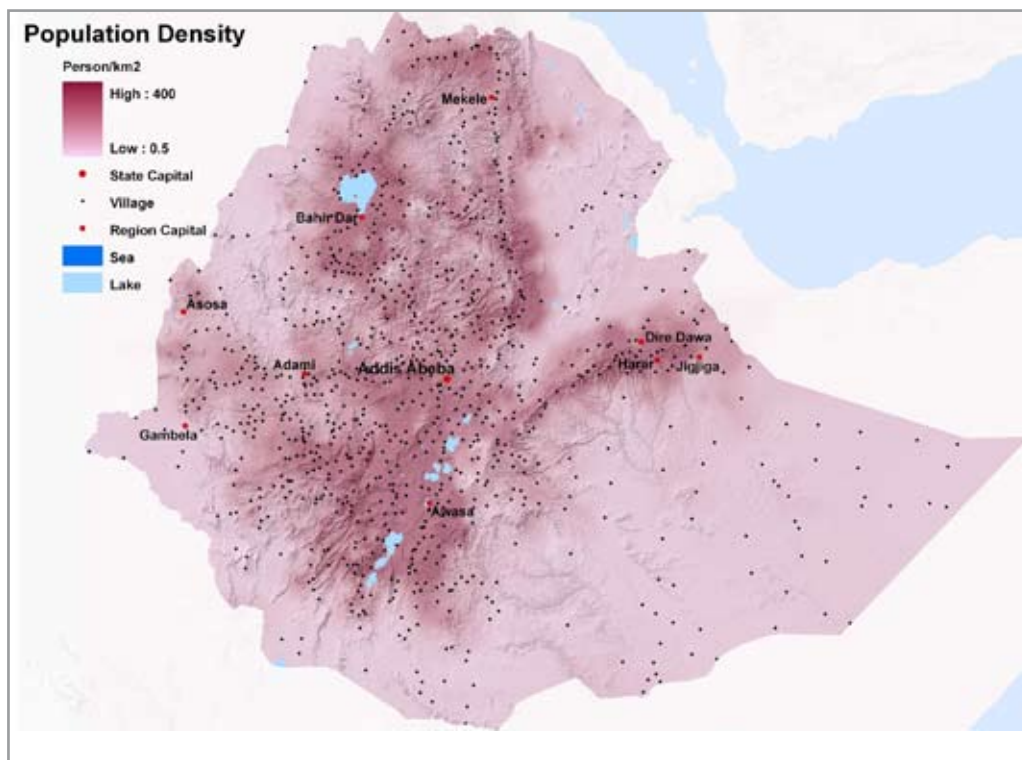 Population Density
Person/km2
High : 400
Low : 0.5
State Capital
Village
Region Capital
Sea
Lake
Mekele
Bahir Dar
Asosa
Dire Dawa
Adami
Addis Abeba
Harar
Jigjiga
Gambela
Awasa